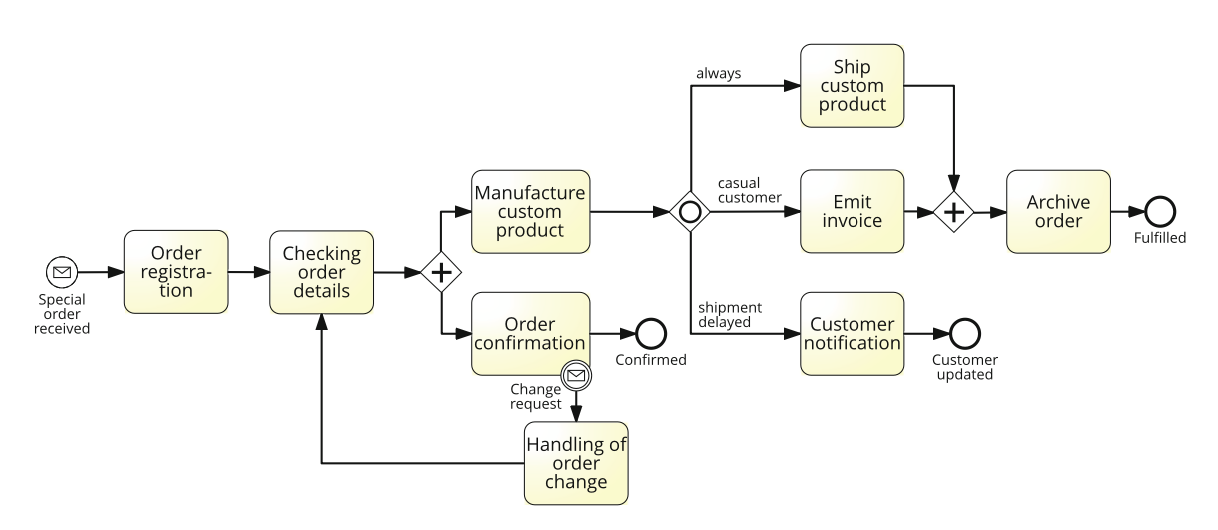 Special
order
received
Order
registra-
tion
Checking
order
details
Manufacture
custom
product
Order
confirmation
Confirmed
Change
request
Handling of
order
change
always
casual
customer
shipment
delayed
Ship
custom
product
Emit
invoice
Customer
notification
Customer
updated
Archive
order
Fulfilled